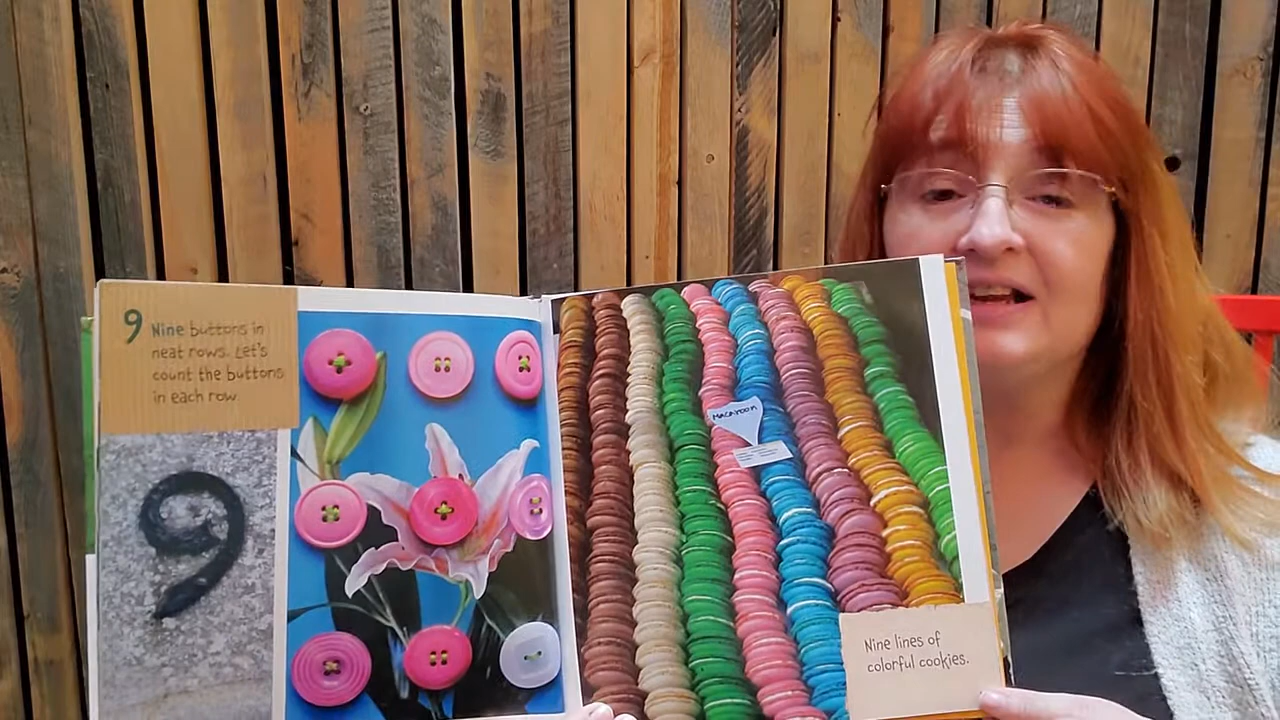 9 Nine buttons in
neat rows. Let's
count the buttons
in each row.
9
MACAROON
Nine lines of
colorful cookies.